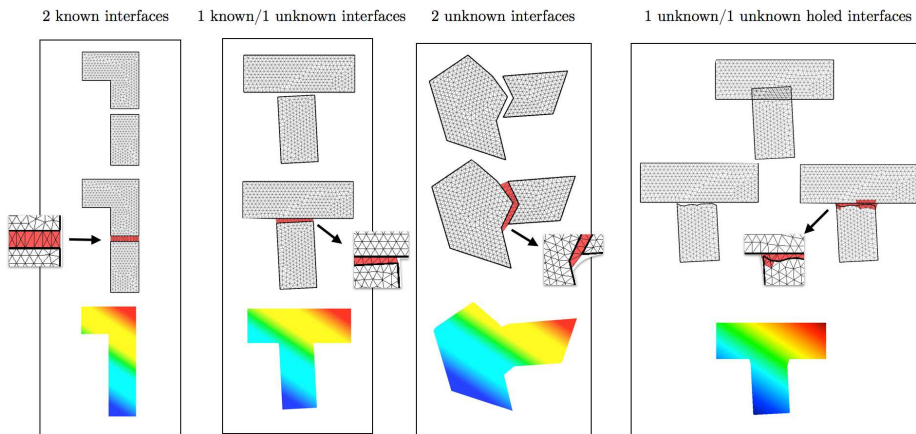 2 known interfaces
1 known/1 unknown interfaces
2 unknown interfaces
1 unknown/1 unknown holed interfaces